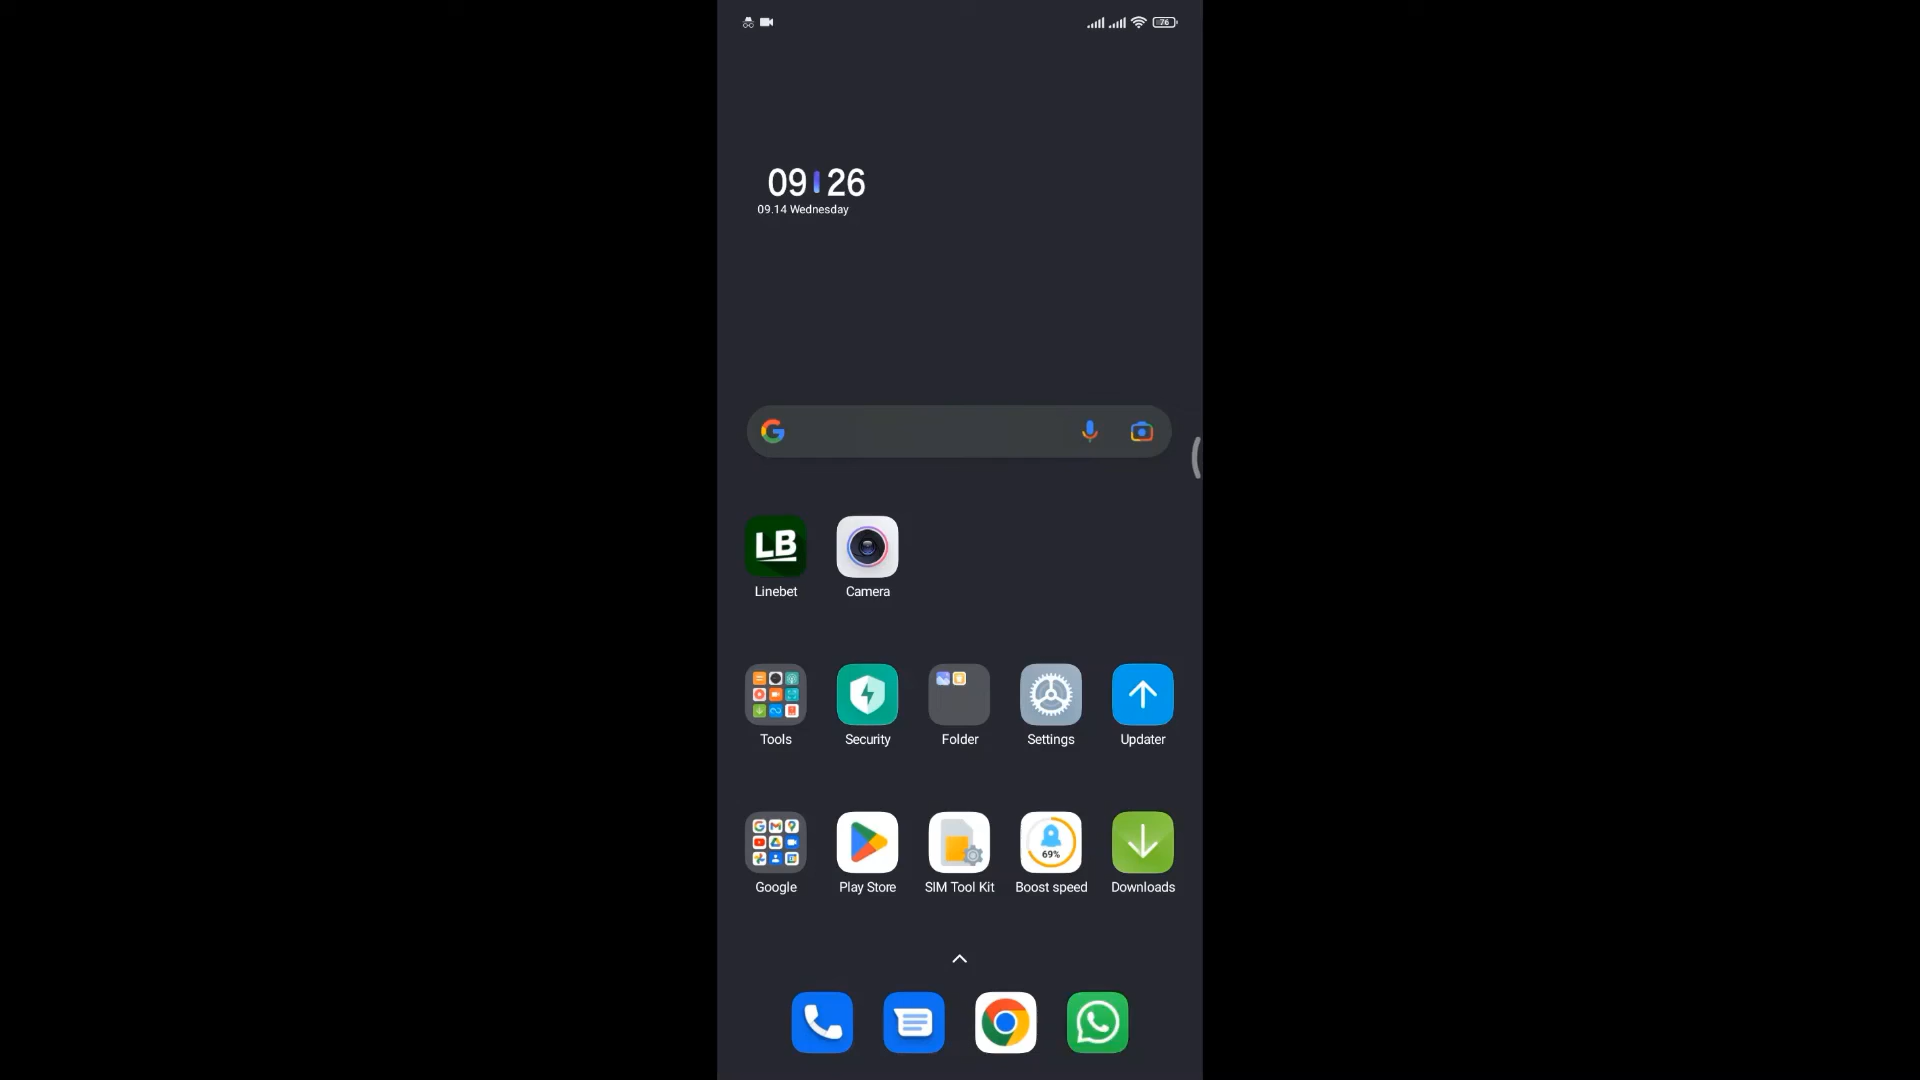 76
09 26
09.14 Wednesday
LB
Linebet Camera
Tools Security Folder Settings Updater
69%
Google Play Store SIM Tool Kit Boost speed Downloads